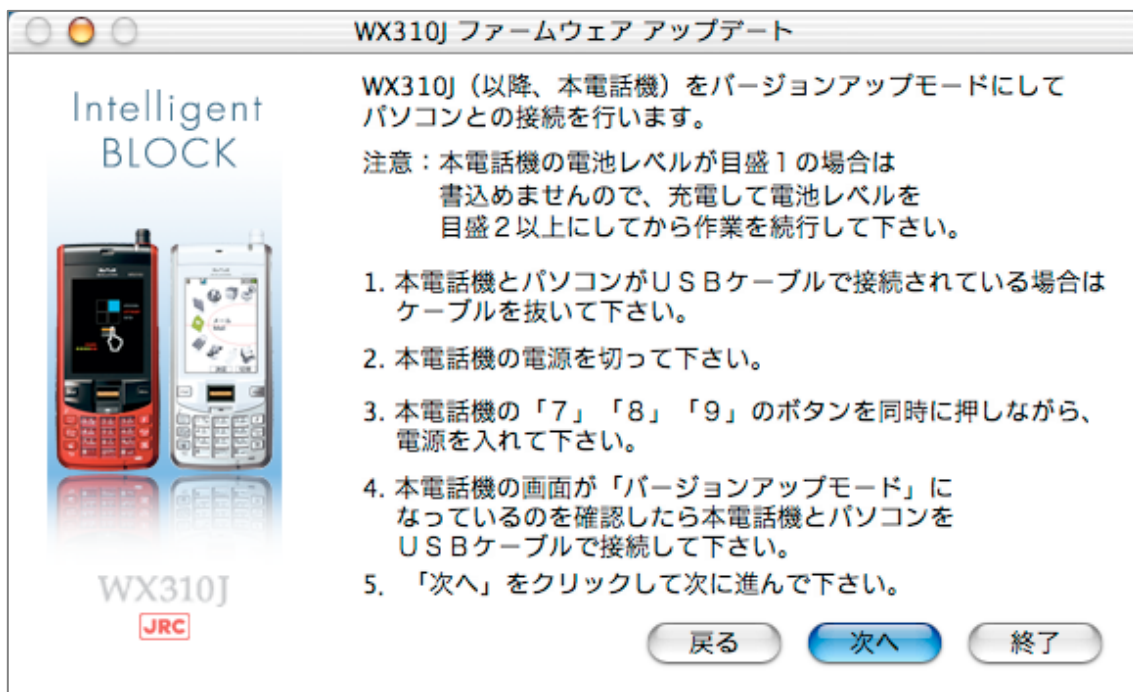 WX310J ファームウェア アップデート
Intelligent
BLOCK
WX310J（以降、本電話機）をバージョンアップモードにして
パソコンとの接続を行います。
注意：本電話機の電池レベルが目盛１の場合は
書込めませんので、充電して電池レベルを
目盛２以上にしてから作業を続行して下さい。
1. 本電話機とパソコンがＵＳＢケーブルで接続されている場合は
ケーブルを抜いて下さい。
2. 本電話機の電源を切って下さい。
3. 本電話機の「７」「８」「９」のボタンを同時に押しながら、
電源を入れて下さい。
4. 本電話機の画面が「バージョンアップモード」に
なっているのを確認したら本電話機とパソコンを
ＵＳＢケーブルで接続して下さい。
5. 「次へ」をクリックして次に進んで下さい。
メール
Mail
WX310J
JRC
戻る
次へ
終了